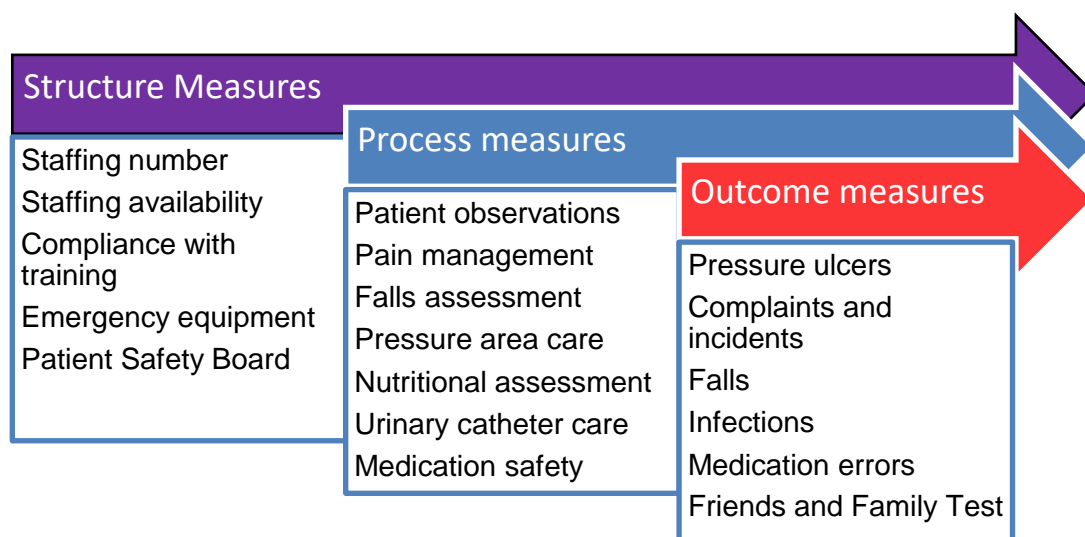 Structure Measures
Staffing number
Staffing availability
Compliance with
training
Emergency equipment
Patient Safety Board
Process measures
Patient observations
Pain management
Falls assessment
Pressure area care
Nutritional assessment
Urinary catheter care
Medication safety
Outcome measures
Pressure ulcers
Complaints and
incidents
Falls
Infections
Medication errors
Friends and Family Test